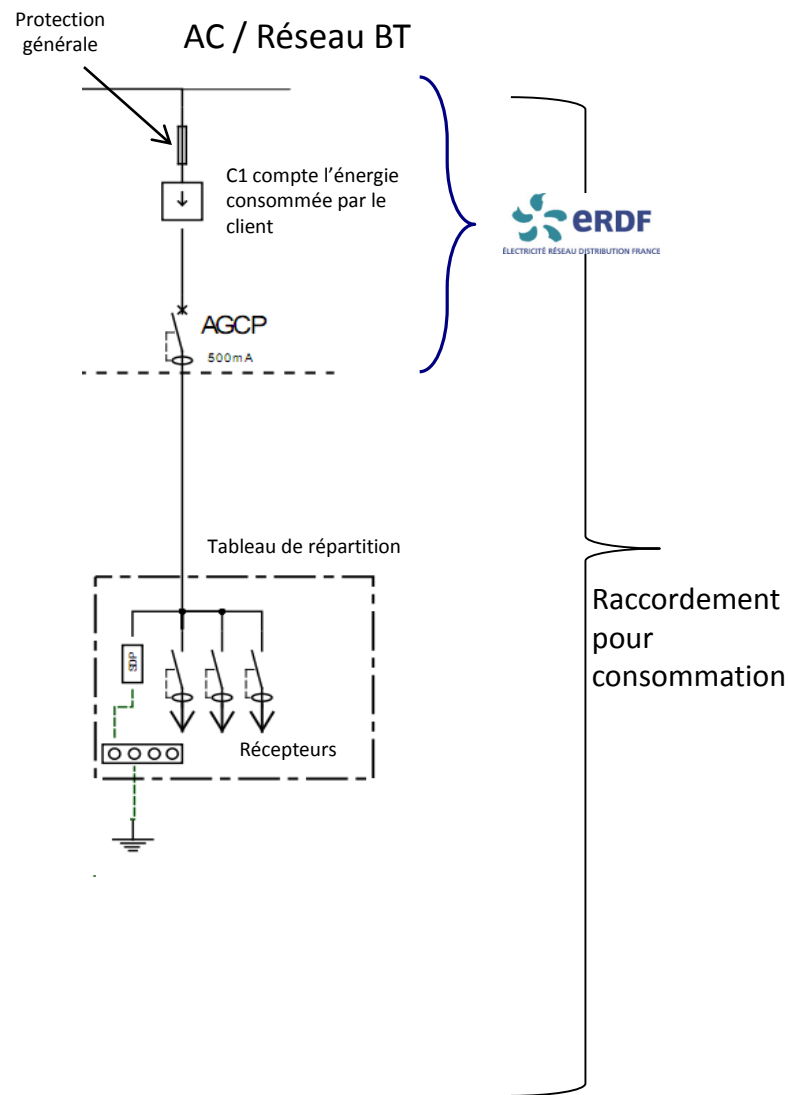 Protection
générale
AC / Réseau BT
C1 compte l’énergie
consommée par le
client
eRDF
ÉLECTRICITÉ RÉSEAU DISTRIBUTION FRANCE
AGCP
500mA
Tableau de répartition
SDP
Récepteurs
Raccordement
pour
consommation